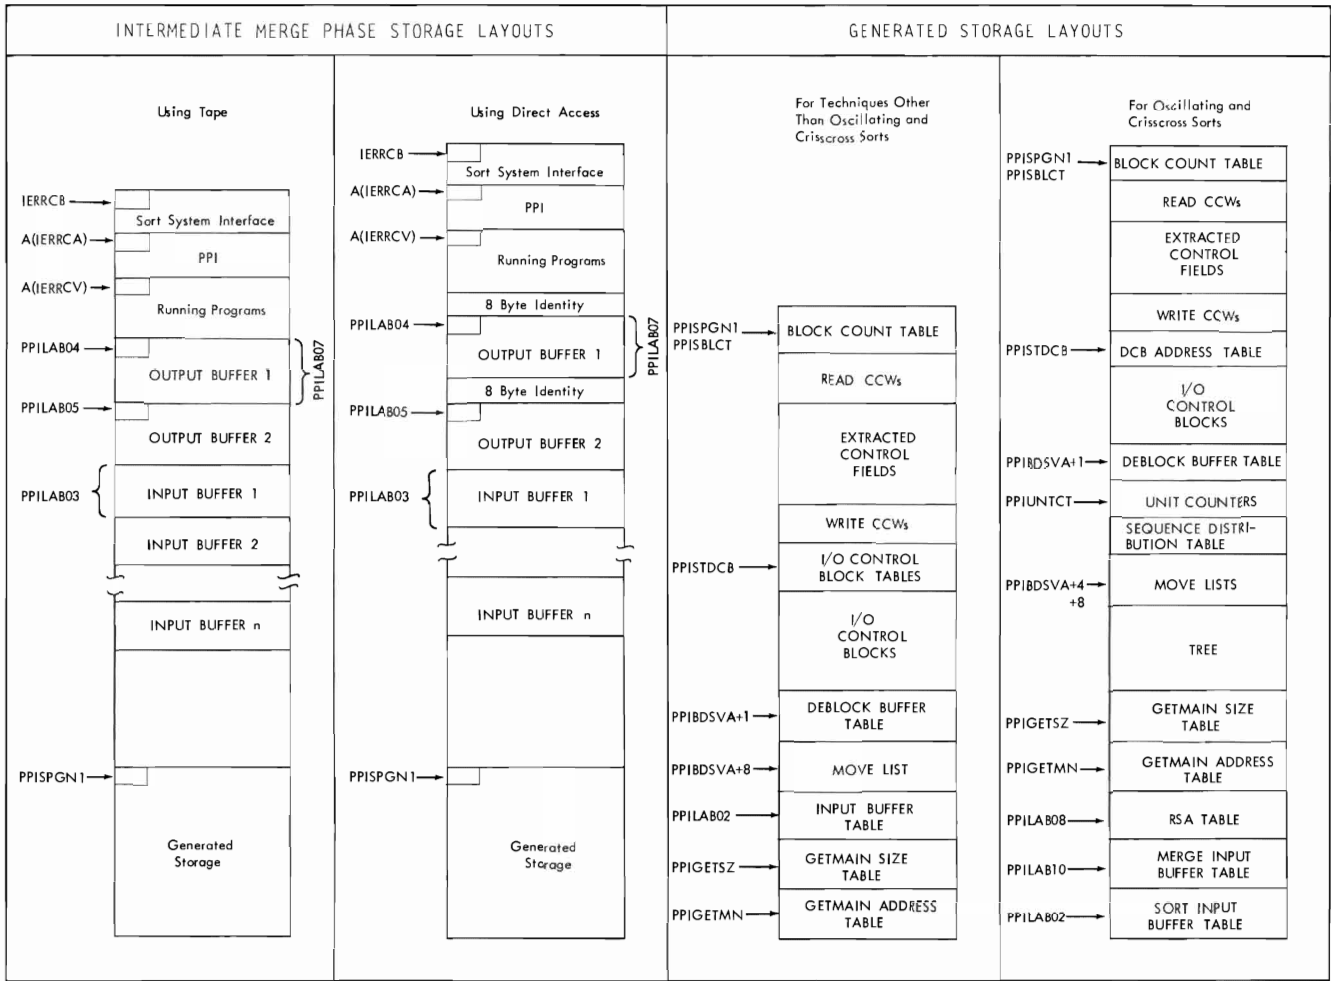 INTERMEDIATE MERGE PHASE STORAGE LAYOUTS
GENERATED STORAGE LAYOUTS
Using Tape
IERRCB
Sort System Interface
A(IERRCA)
PPI
A(IERRCV)
Running Programs
PPILAB04
OUTPUT BUFFER 1
PPILAB07
PPILAB05
OUTPUT BUFFER 2
PPILAB03
INPUT BUFFER 1
INPUT BUFFER 2
INPUT BUFFER n
PPISPGN1
Generated
Storage
Using Direct Access
IERRCB
Sort System Interface
A(IERRCA)
PPI
A(IERRCV)
Running Programs
8 Byte Identity
PPILAB04
OUTPUT BUFFER 1
PPILAB07
8 Byte Identity
PPILAB05
OUTPUT BUFFER 2
PPILAB03
INPUT BUFFER 1
INPUT BUFFER n
PPISPGN1
Generated
Storage
For Techniques Other
Than Oscillating and
Crisscross Sorts
PPISPGN1
PPISBLCT
BLOCK COUNT TABLE
READ CCWs
EXTRACTED
CONTROL
FIELDS
WRITE CCWs
PPISTDCB
I/O CONTROL
BLOCK TABLES
I/O
CONTROL
BLOCKS
PPIBDSVA+1
DEBLOCK BUFFER
TABLE
PPIBDSVA+8
MOVE LIST
PPILAB02
INPUT BUFFER
TABLE
PPIGETSZ
GETMAIN SIZE
TABLE
PPIGETMN
GETMAIN ADDRESS
TABLE
For Oscillating and
Crisscross Sorts
PPISPGN1
PPISBLCT
BLOCK COUNT TABLE
READ CCWs
EXTRACTED
CONTROL
FIELDS
WRITE CCWs
PPISTDCB
DCB ADDRESS TABLE
I/O
CONTROL
BLOCKS
PPIBDSVA+1
DEBLOCK BUFFER TABLE
PPIUNTCT
UNIT COUNTERS
SEQUENCE DISTRI-
BUTION TABLE
PPIBDSVA+4
+8
MOVE LISTS
TREE
PPIGETSZ
GETMAIN SIZE
TABLE
PPIGETMN
GETMAIN ADDRESS
TABLE
PPILAB08
RSA TABLE
PPILAB10
MERGE INPUT
BUFFER TABLE
PPILAB02
SORT INPUT
BUFFER TABLE